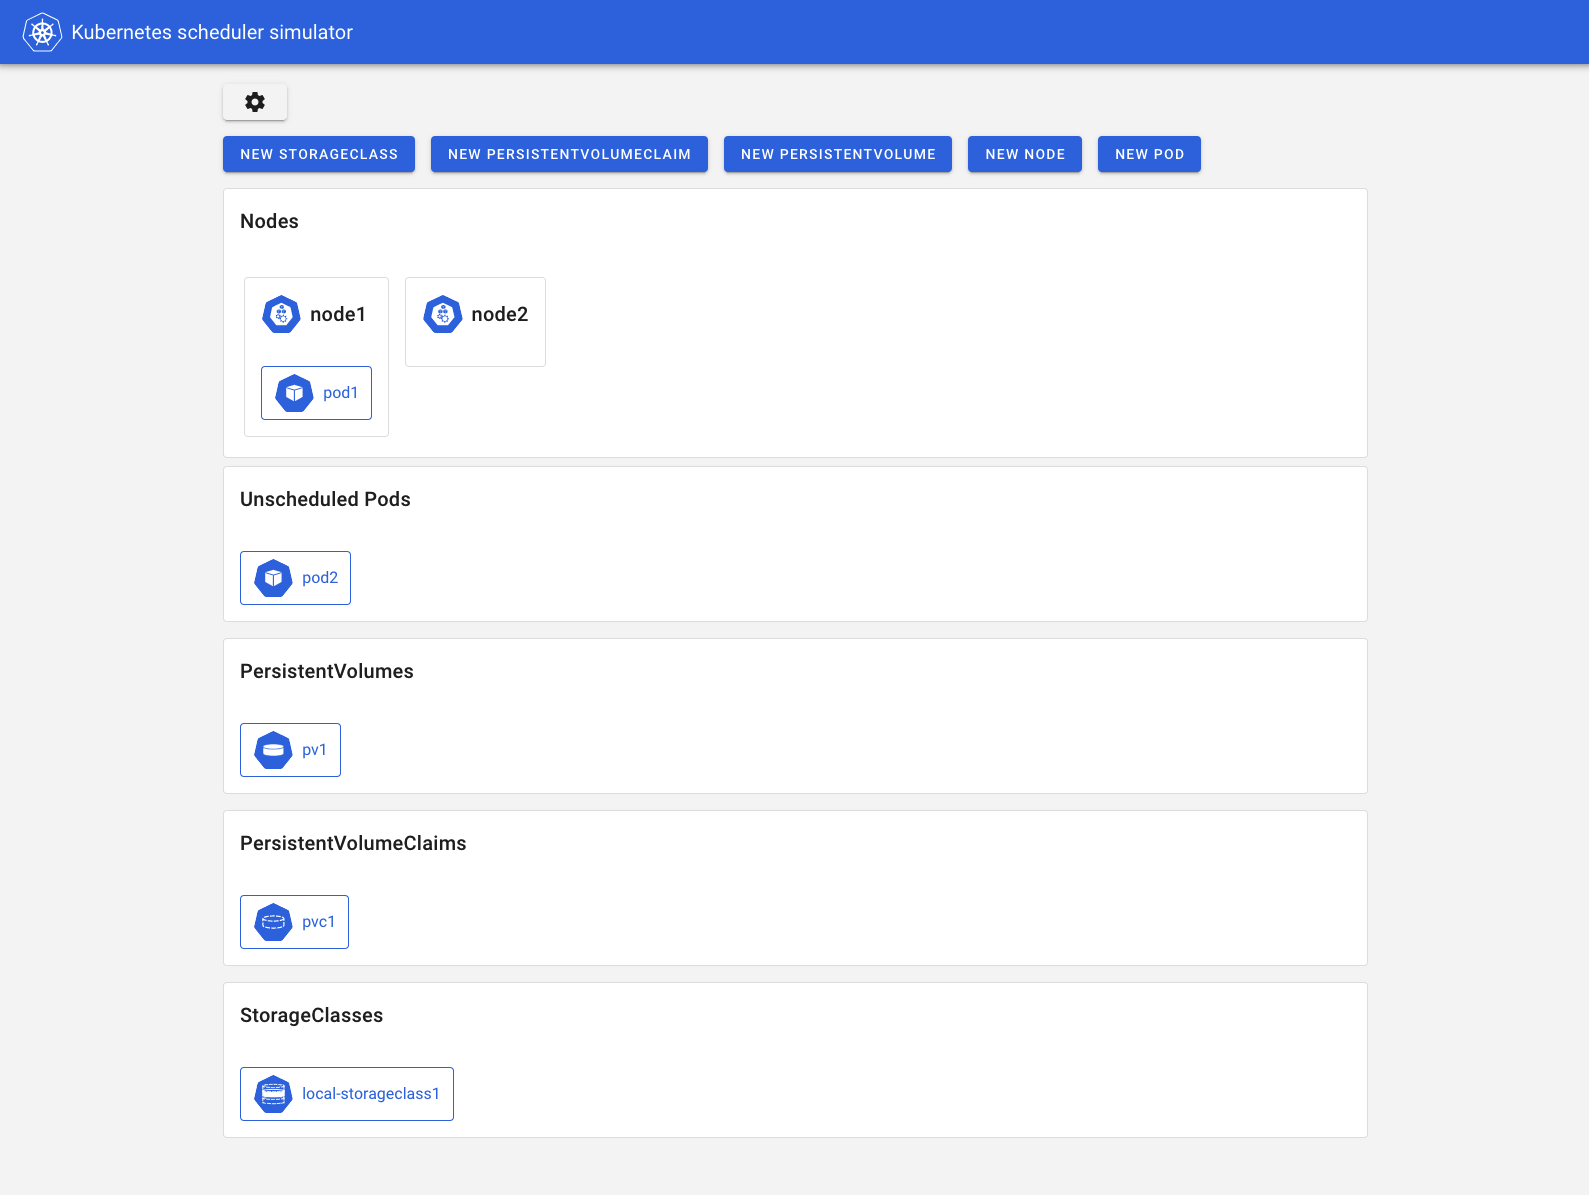 Kubernetes scheduler simulator
NEW STORAGECLASS NEW PERSISTENTVOLUMECLAIM NEW PERSISTENTVOLUME NEW NODE NEW POD
Nodes
node1 node2
pod1
Unscheduled Pods
pod2
PersistentVolumes
pv1
PersistentVolumeClaims
pvc1
StorageClasses
local-storageclass1